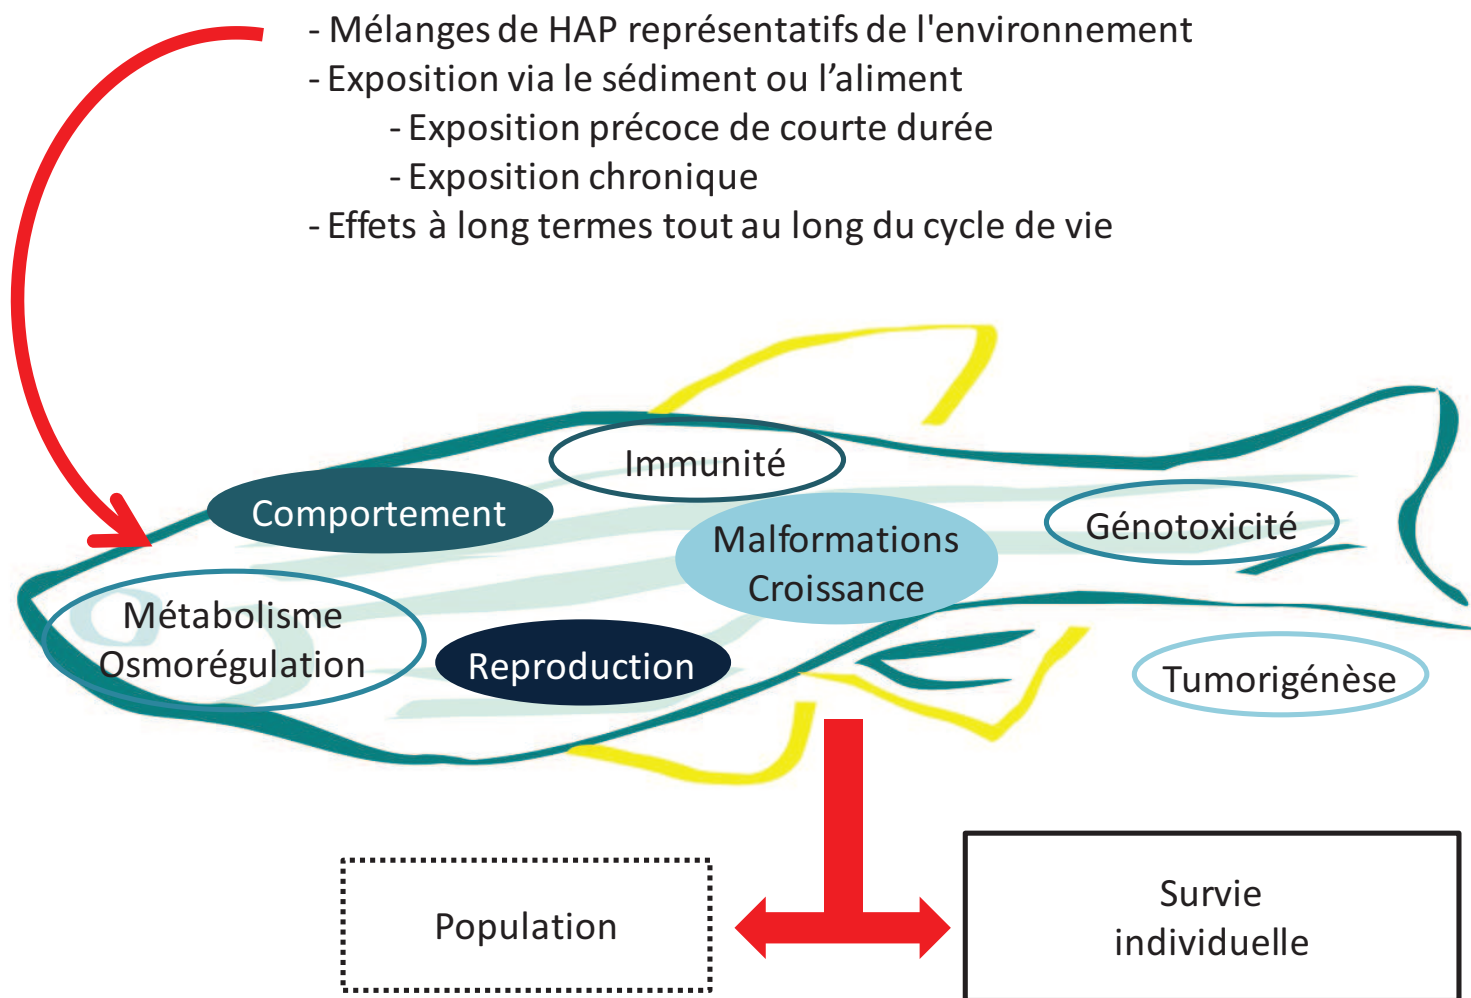 - Mélanges de HAP représentatifs de l'environnement
- Exposition via le sédiment ou l’aliment
- Exposition précoce de courte durée
- Exposition chronique
- Effets à long termes tout au long du cycle de vie
Immunité
Comportement
Malformations
Croissance
Génotoxicité
Métabolisme
Osmorégulation
Reproduction
Tumorigénèse
Population
Survie
individuelle